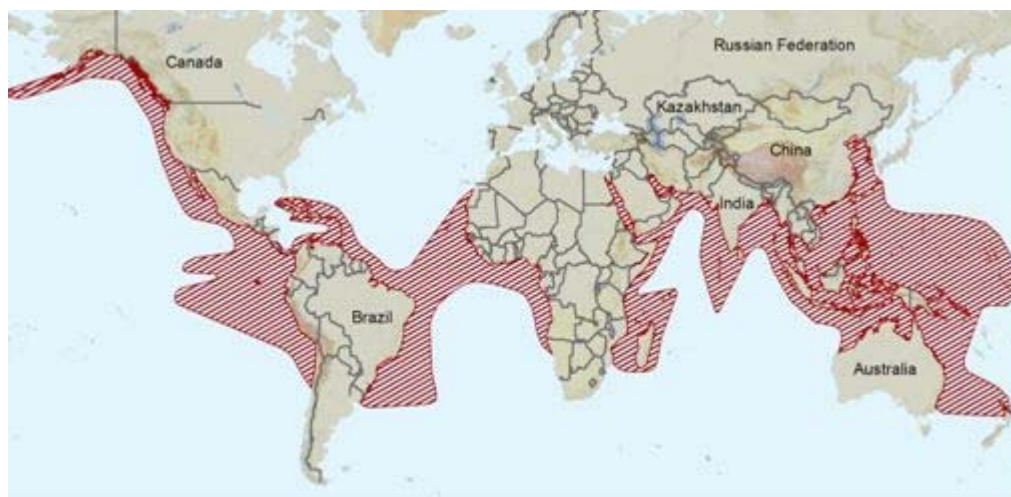 Canada
Russian Federation
Kazakhstan
China
India
Brazil
Australia